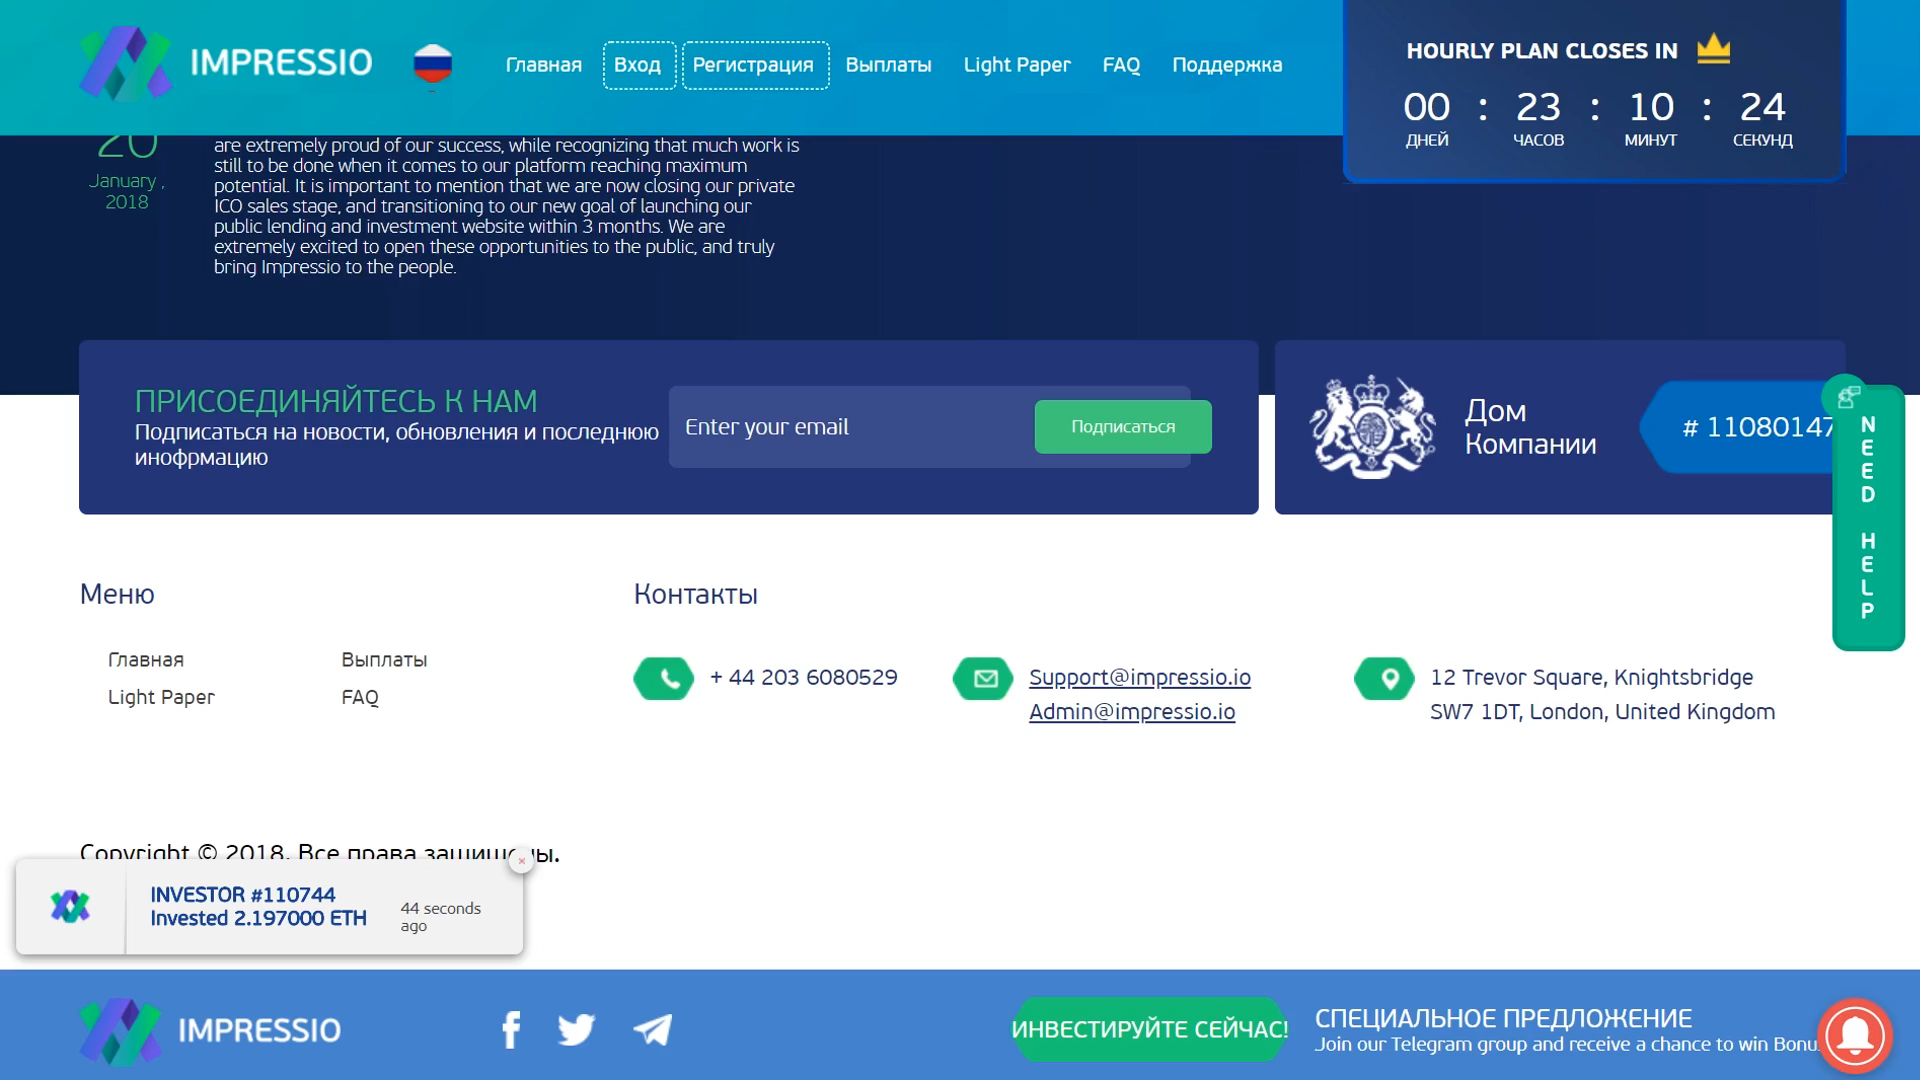 IMPRESSIO
Главная
Вход
Регистрация
Выплаты
Light Paper
FAQ
Поддержка
HOURLY PLAN CLOSES IN
00 : 23 : 10 : 24
ДНЕЙ ЧАСОВ МИНУТ СЕКУНД
20
January ,
2018
are extremely proud of our success, while recognizing that much work is
still to be done when it comes to our platform reaching maximum
potential. It is important to mention that we are now closing our private
ICO sales stage, and transitioning to our new goal of launching our
public lending and investment website within 3 months. We are
extremely excited to open these opportunities to the public, and truly
bring Impressio to the people.
ПРИСОЕДИНЯЙТЕСЬ К НАМ
Подписаться на новости, обновления и последнюю
инофрмацию
Enter your email
Подписаться
Дом
Компании
# 11080147
NEED HELP
Меню
Главная
Выплаты
Light Paper
FAQ
Контакты
+ 44 203 6080529
Support@impressio.io
Admin@impressio.io
12 Trevor Square, Knightsbridge
SW7 1DT, London, United Kingdom
Copyright © 2018. Все права защищены.
INVESTOR #110744
Invested 2.197000 ETH
44 seconds
ago
IMPRESSIO
ИНВЕСТИРУЙТЕ СЕЙЧАС!
СПЕЦИАЛЬНОЕ ПРЕДЛОЖЕНИЕ
Join our Telegram group and receive a chance to win Bonu